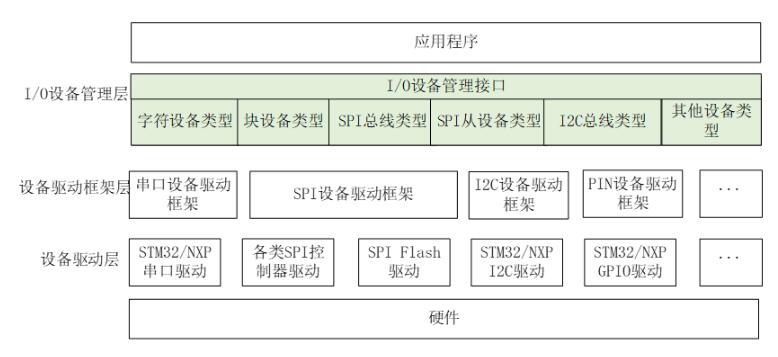 应用程序
I/O设备管理层
I/O设备管理接口
字符设备类型
块设备类型
SPI总线类型
SPI从设备类型
I2C总线类型
其他设备类
型
设备驱动框架层
串口设备驱动
框架
SPI设备驱动框架
I2C设备驱动
框架
PIN设备驱动
框架
...
设备驱动层
STM32/NXP
串口驱动
各类SPI控
制器驱动
SPI Flash
驱动
STM32/NXP
I2C驱动
STM32/NXP
GPIO驱动
...
硬件